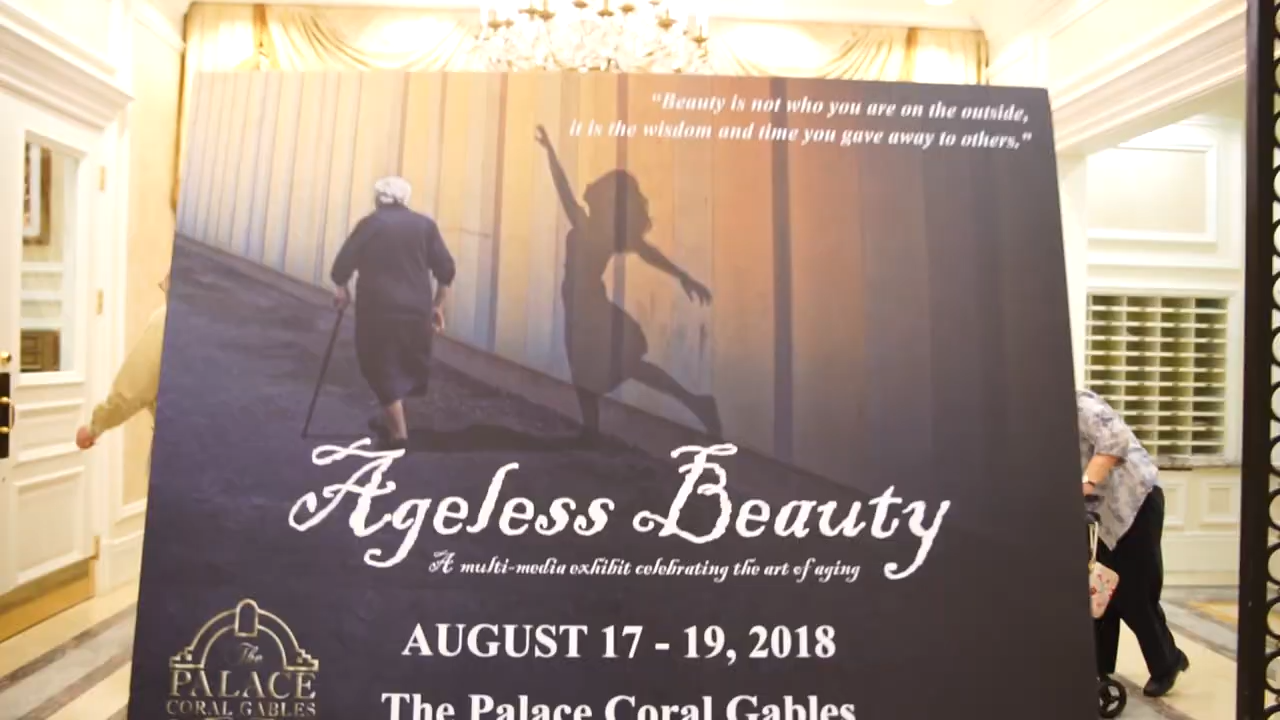 "Beauty is not who you are on the outside,
it is the wisdom and time you gave away to others."
Ageless Beauty
A multi-media exhibit celebrating the art of aging
AUGUST 17 - 19, 2018
The Palace Coral Gables
The
PALACE
CORAL GABLES